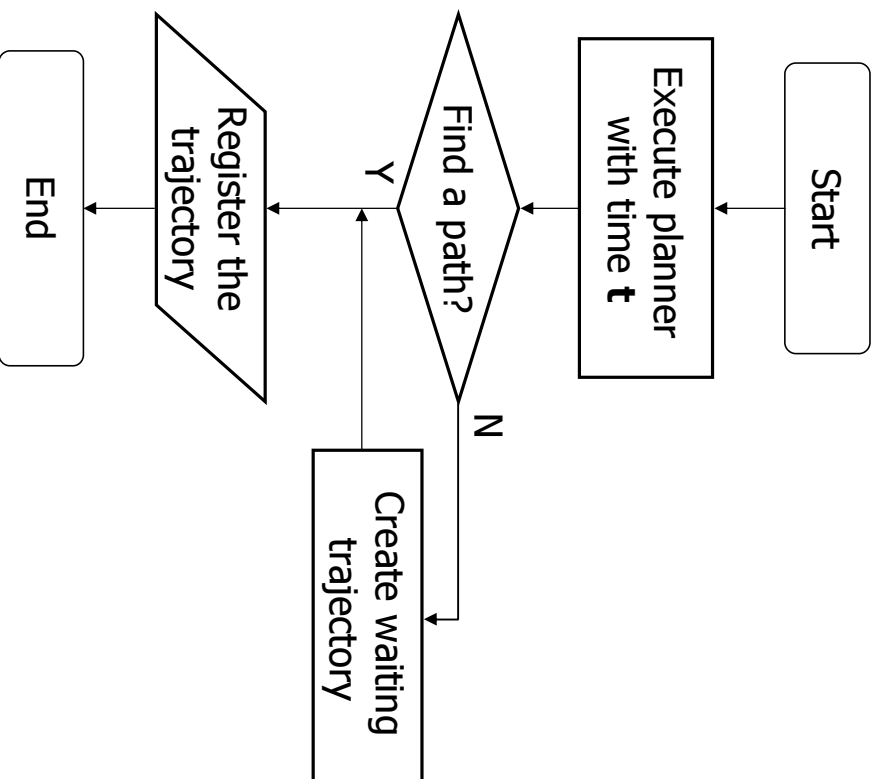 Start
Execute planner
with time t
Find a path?
N
Y
Create waiting
trajectory
Register the
trajectory
End